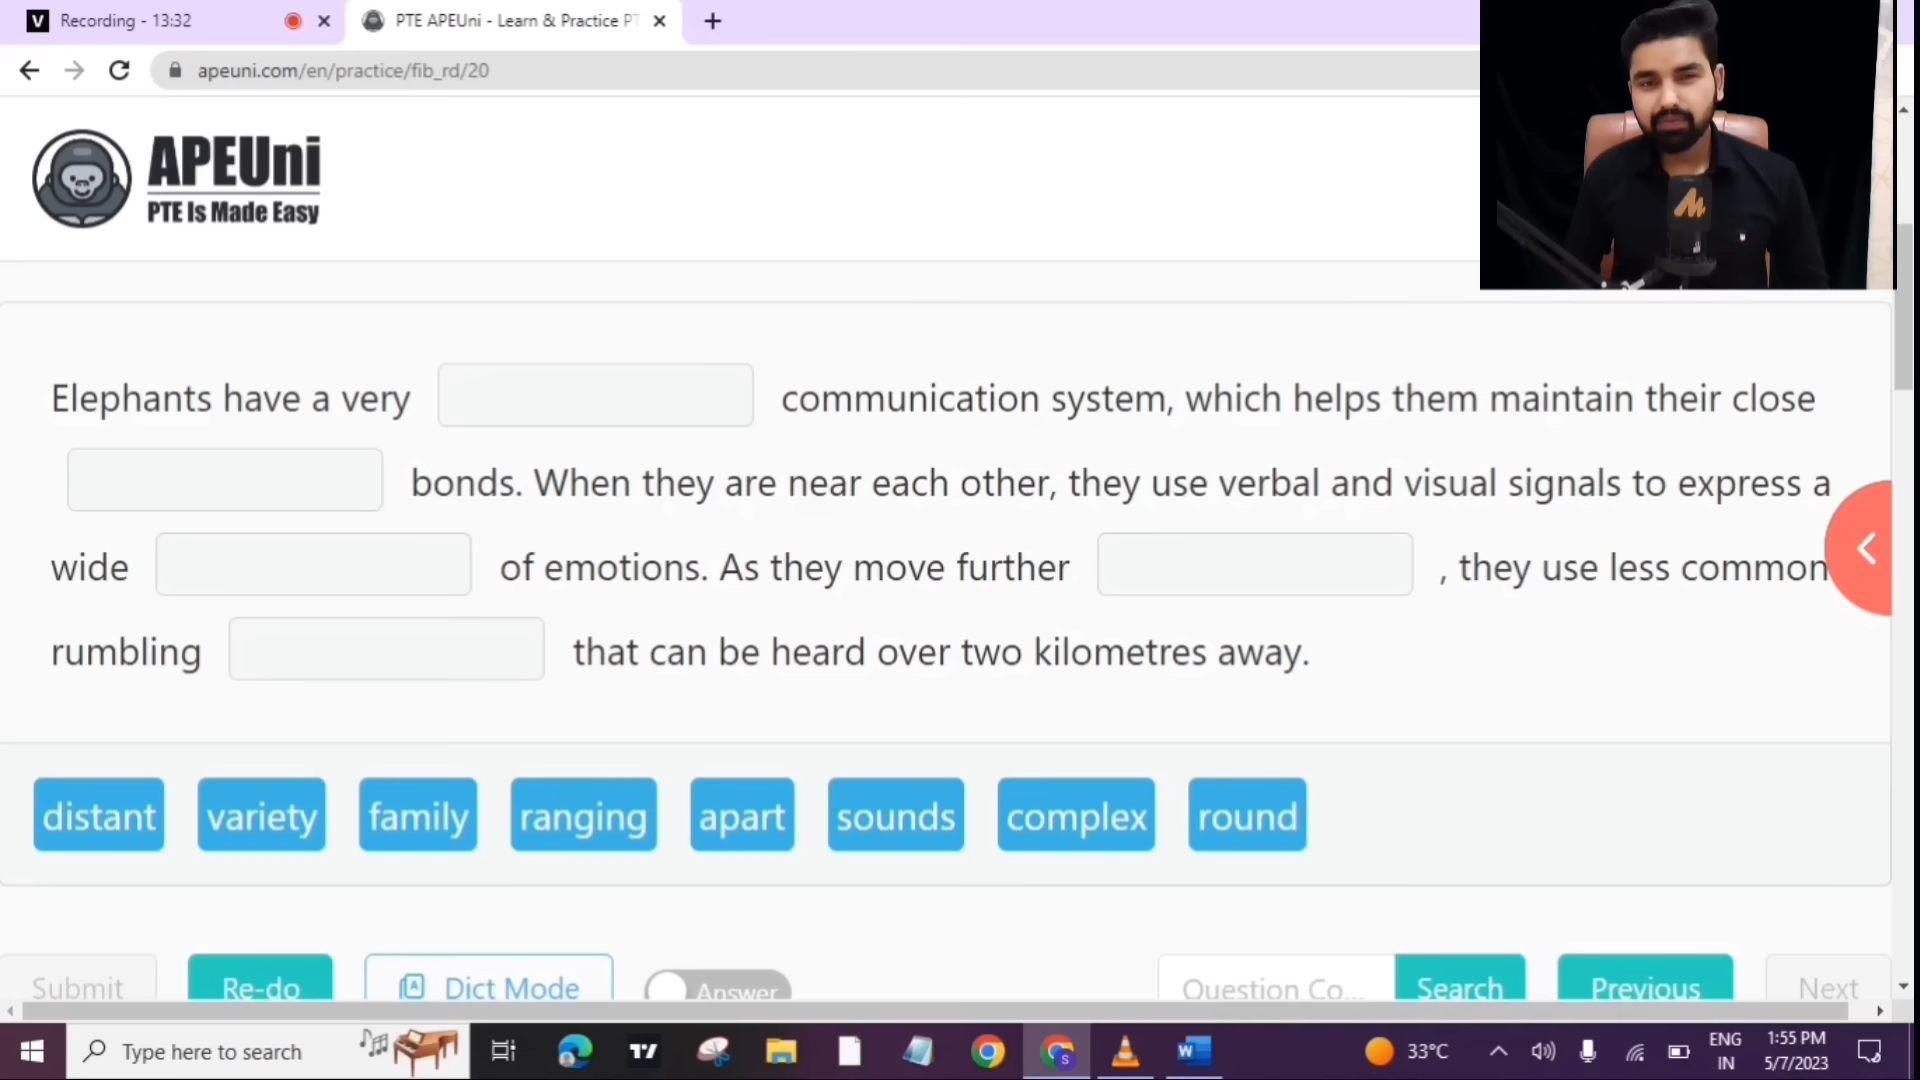 V Recording - 13:32
PTE APEUni - Learn & Practice PT
apeuni.com/en/practice/fib_rd/20
APEUni
PTE Is Made Easy
Elephants have a very communication system, which helps them maintain their close
bonds. When they are near each other, they use verbal and visual signals to express a
wide of emotions. As they move further , they use less common
rumbling that can be heard over two kilometres away.
distant variety family ranging apart sounds complex round
Submit Re-do Dict Mode Answer Question Co... Search Previous Next
Type here to search
33°C
ENG
IN
1:55 PM
5/7/2023